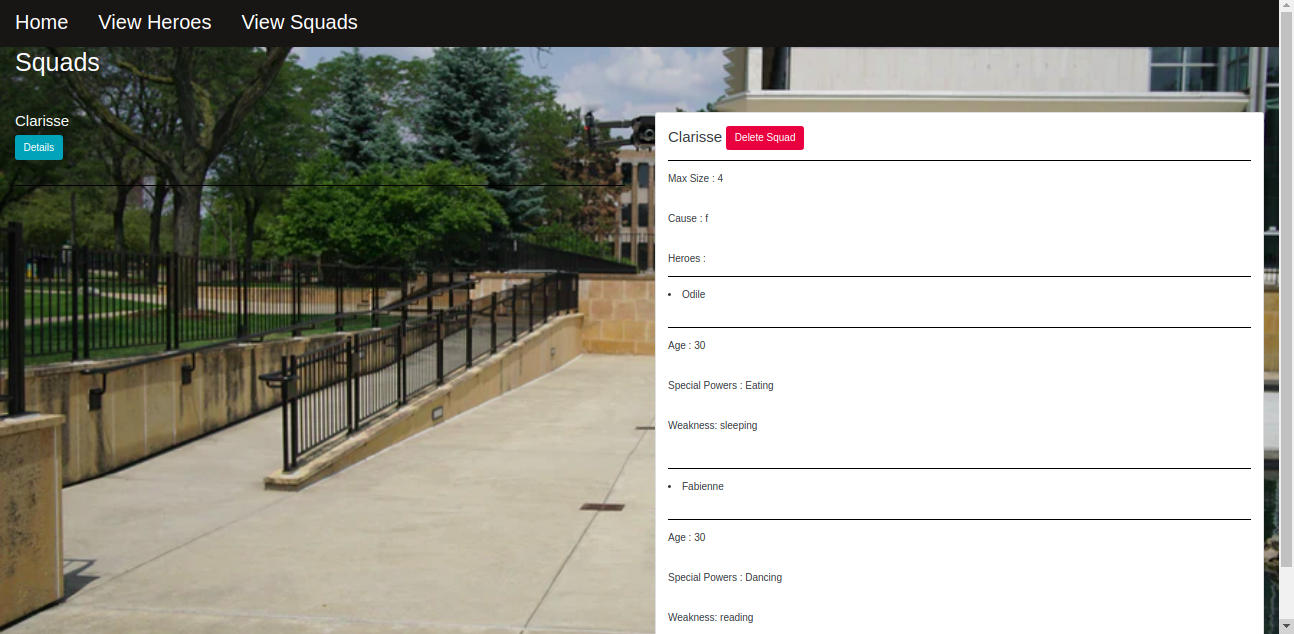 Home View Heroes View Squads
Squads
Clarisse
Details
Clarisse Delete Squad
Max Size : 4
Cause : f
Heroes :
• Odile
Age : 30
Special Powers : Eating
Weakness: sleeping
• Fabienne
Age : 30
Special Powers : Dancing
Weakness: reading